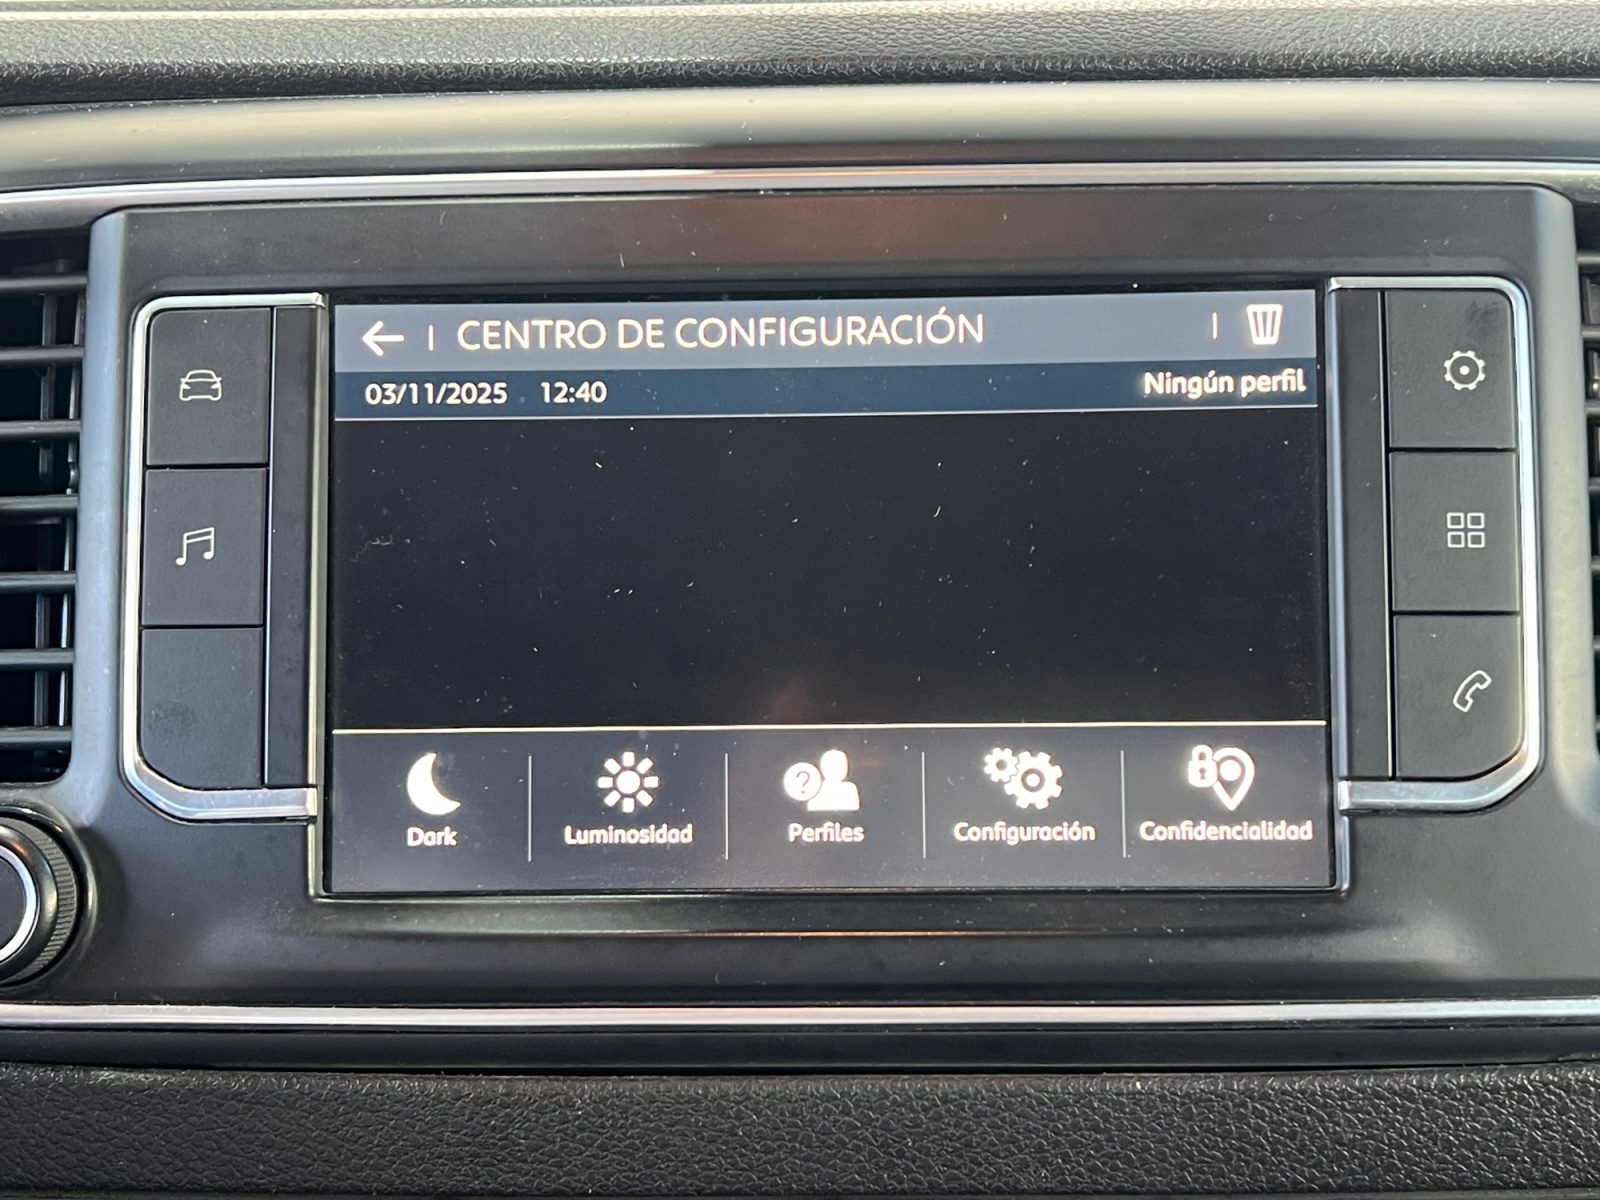 CENTRO DE CONFIGURACIÓN
03/11/2025 12:40 Ningún perfil
Dark Luminosidad Perfiles Configuración Confidencialidad